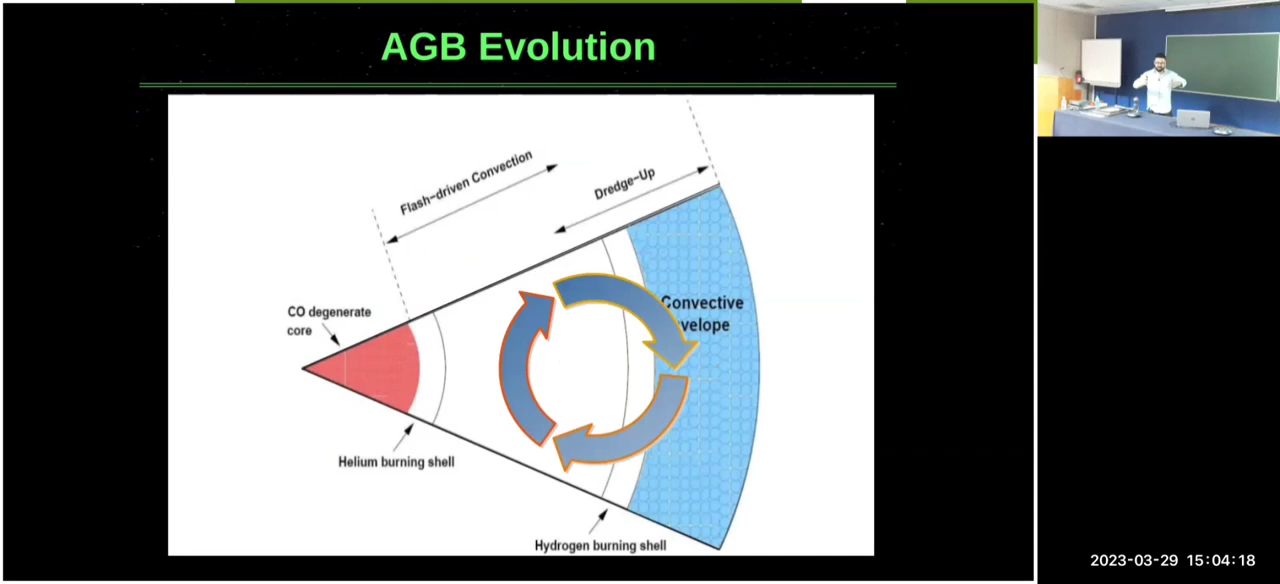 AGB Evolution
Flash-driven Convection
Dredge-Up
CO degenerate
core
Convective
nvelope
Helium burning shell
Hydrogen burning shell
2023-03-29 15:04:18